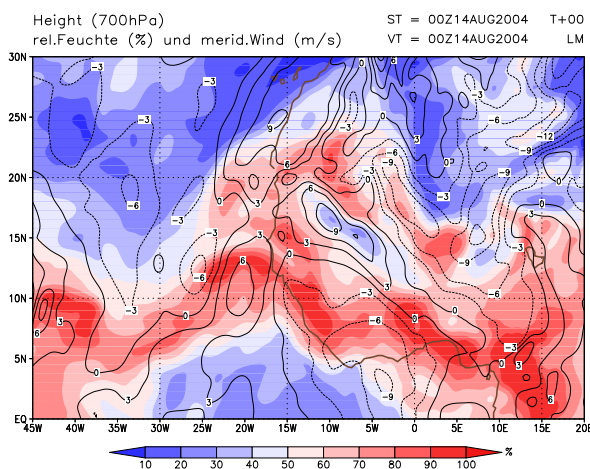 Height (700hPa) ST = 00Z14AUG2004 T+00
rel.Feuchte (%) und merid.Wind (m/s) VT = 00Z14AUG2004 LM
30N
25N
20N
15N
10N
5N
EQ
45W 40W 35W 30W 25W 20W 15W 10W 5W 0 5E 10E 15E 20E
10 20 30 40 50 60 70 80 90 100 %